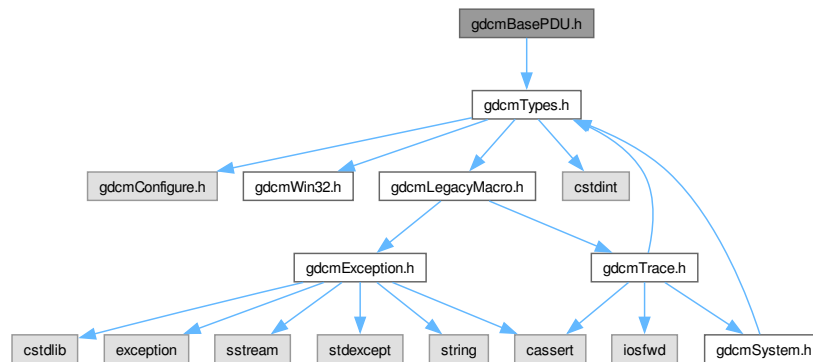 gdcmBasePDU.h
gdcmTypes.h
gdcmConfigure.h
gdcmWin32.h
gdcmLegacyMacro.h
cstdint
gdcmException.h
gdcmTrace.h
cstdlib
exception
sstream
stdexcept
string
cassert
iosfwd
gdcmSystem.h